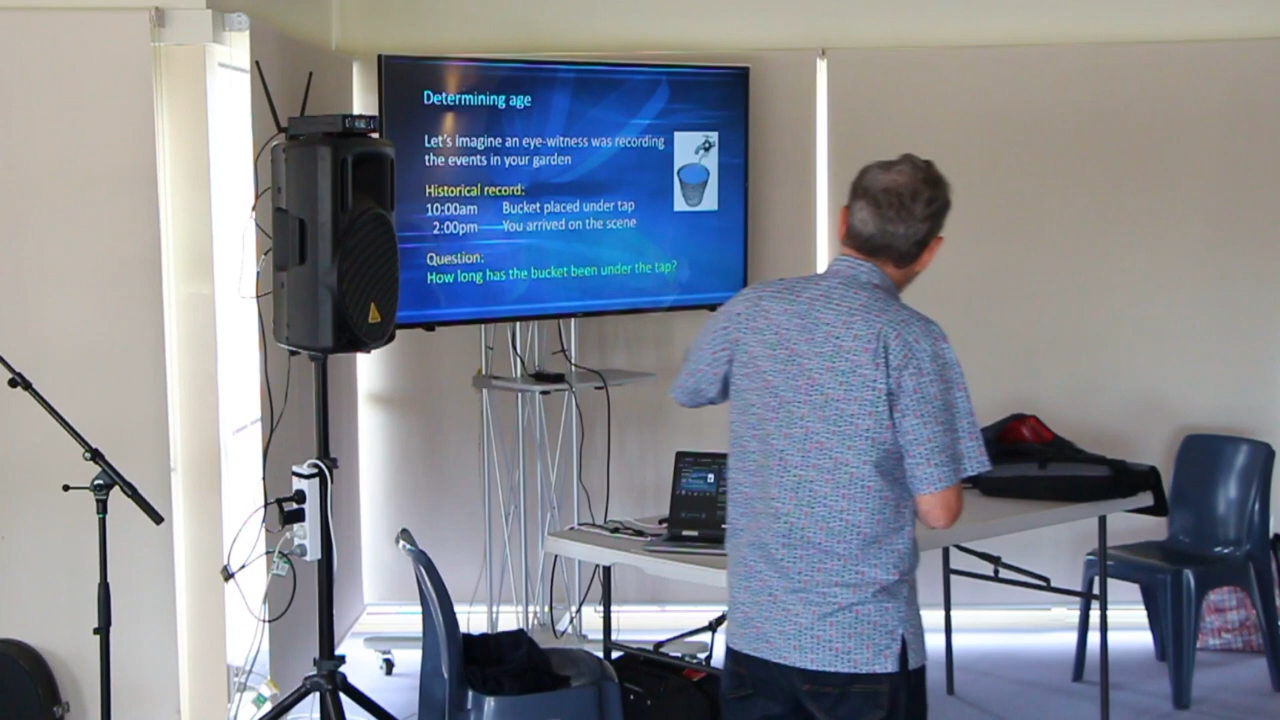 Determining age
Let's imagine an eye-witness was recording
the events in your garden
Historical record:
10:00am Bucket placed under tap
2:00pm You arrived on the scene
Question:
How long has the bucket been under the tap?